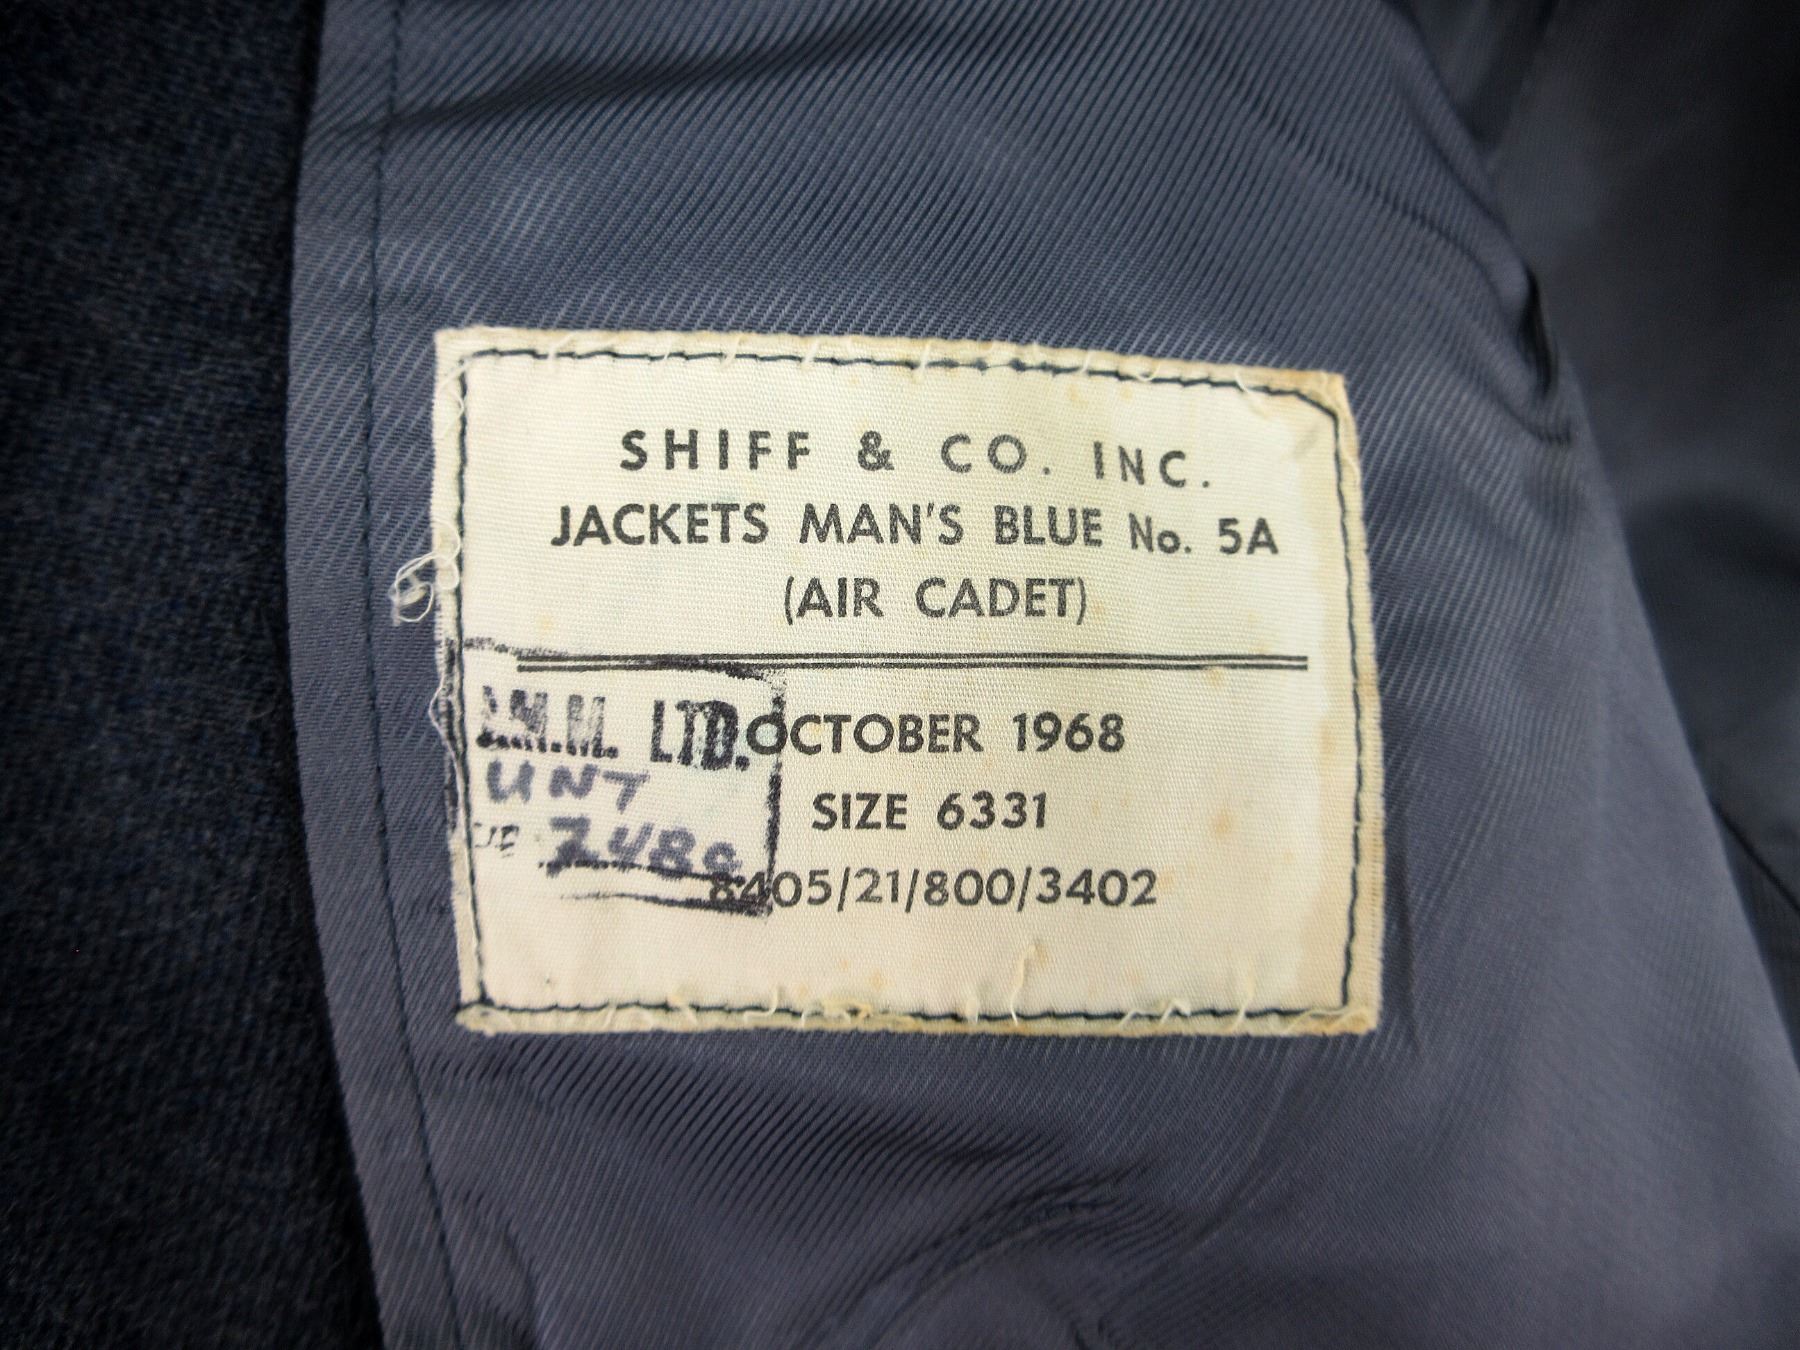 SHIFF & CO. INC.
JACKETS MAN'S BLUE No. 5A
(AIR CADET)
OCTOBER 1968
SIZE 6331
8405/21/800/3402
LTD.
UNT